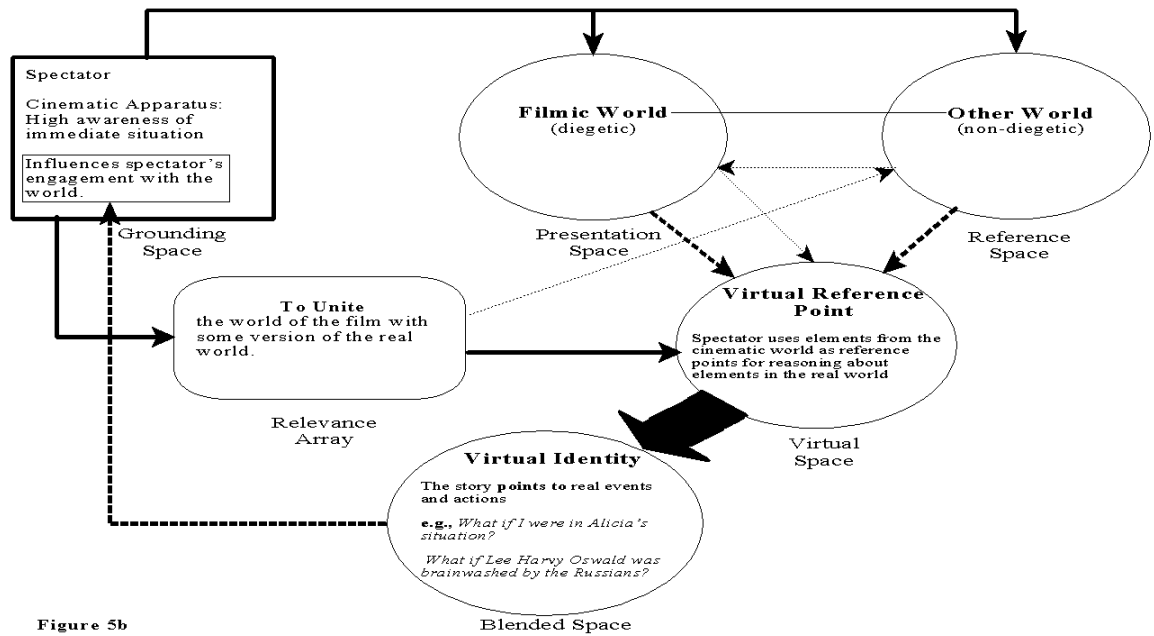 Spectator
Cinematic Apparatus:
High awareness of
immediate situation
Influences spectator's
engagement with the
world.
Grounding
Space
Filmic World
(diegetic)
Presentation
Space
Other World
(non-diegetic)
Reference
Space
To Unite
the world of the film with
some version of the real
world.
Relevance
Array
Virtual Reference
Point
Spectator uses elements from the
cinematic world as reference
points for reasoning about
elements in the real world
Virtual
Space
Virtual Identity
The story points to real events
and actions
e.g., What if I were in Alicia's
situation?
What if Lee Harvy Oswald was
brainwashed by the Russians?
Blended Space
Figure 5b